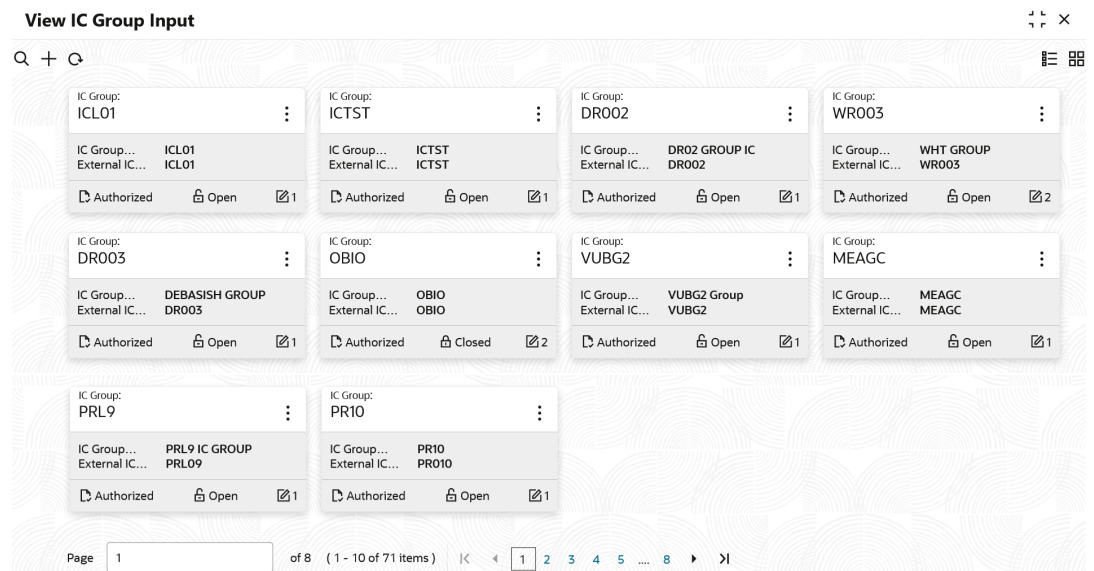 View IC Group Input
IC Group:
ICL01
IC Group... ICL01
External IC... ICL01
Authorized Open 1
IC Group:
ICTST
IC Group... ICTST
External IC... ICTST
Authorized Open 1
IC Group:
DR002
IC Group... DR02 GROUP IC
External IC... DR002
Authorized Open 1
IC Group:
WR003
IC Group... WHT GROUP
External IC... WR003
Authorized Open 2
IC Group:
DR003
IC Group... DEBASISH GROUP
External IC... DR003
Authorized Open 1
IC Group:
OBIO
IC Group... OBIO
External IC... OBIO
Authorized Closed 2
IC Group:
VUBG2
IC Group... VUBG2 Group
External IC... VUBG2
Authorized Open 1
IC Group:
MEAGC
IC Group... MEAGC
External IC... MEAGC
Authorized Open 1
IC Group:
PRL9
IC Group... PRL9 IC GROUP
External IC... PRL09
Authorized Open 1
IC Group:
PR10
IC Group... PR10
External IC... PR010
Authorized Open 1
Page 1 of 8 ( 1 - 10 of 71 items ) 1 2 3 4 5 .... 8